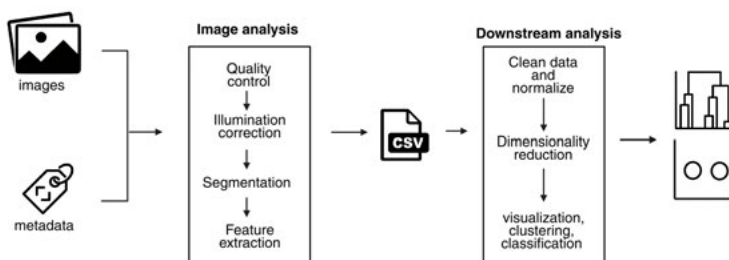 Image analysis
Downstream analysis
images
metadata
Quality
control
Illumination
correction
Segmentation
Feature
extraction
CSV
Clean data
and
normalize
Dimensionality
reduction
visualization,
clustering,
classification